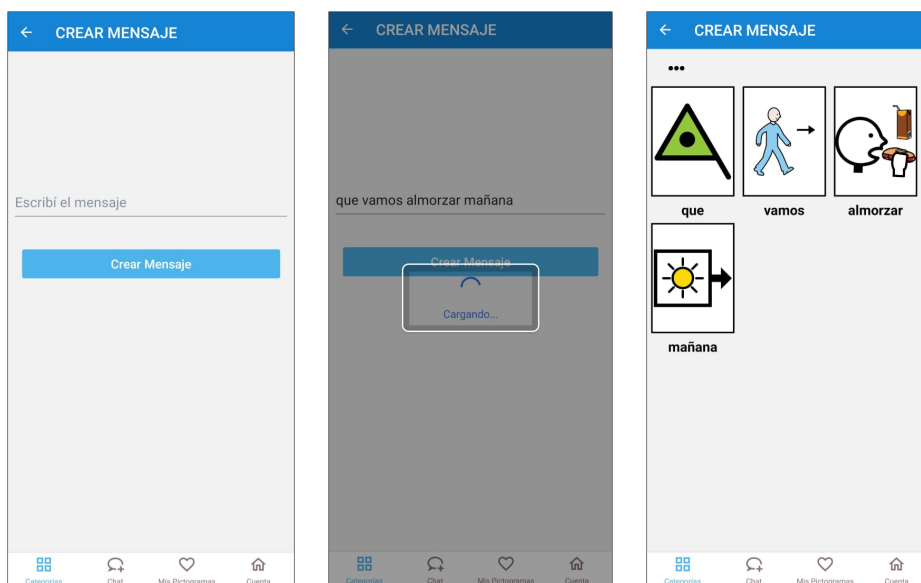 CREAR MENSAJE
Escribí el mensaje
Crear Mensaje
Categorías
Chat
Mis Pictogramas
Cuenta
CREAR MENSAJE
que vamos almorzar mañana
Crear Mensaje
Cargando...
Categorías
Chat
Mis Pictogramas
Cuenta
CREAR MENSAJE
que
vamos
almorzar
mañana
Categorías
Chat
Mis Pictogramas
Cuenta